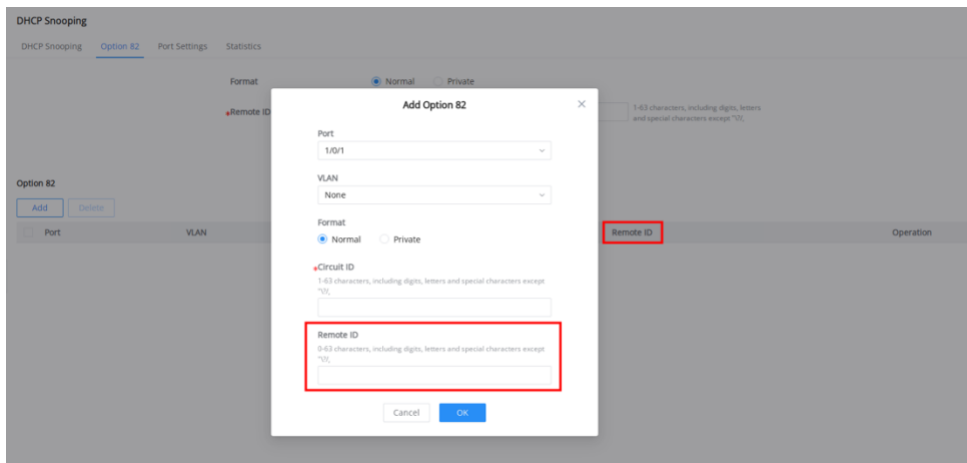 DHCP Snooping
DHCP Snooping Option 82 Port Settings Statistics
Format Normal Private
*Remote ID 1-63 characters, including digits, letters
and special characters except
Add Option 82
Port
1/0/1
VLAN
None
Format
Normal Private
*Circuit ID
1-63 characters, including digits, letters and special characters except
Remote ID
0-63 characters, including digits, letters and special characters except
Cancel OK
Option 82
Add Delete
Port VLAN Remote ID Operation